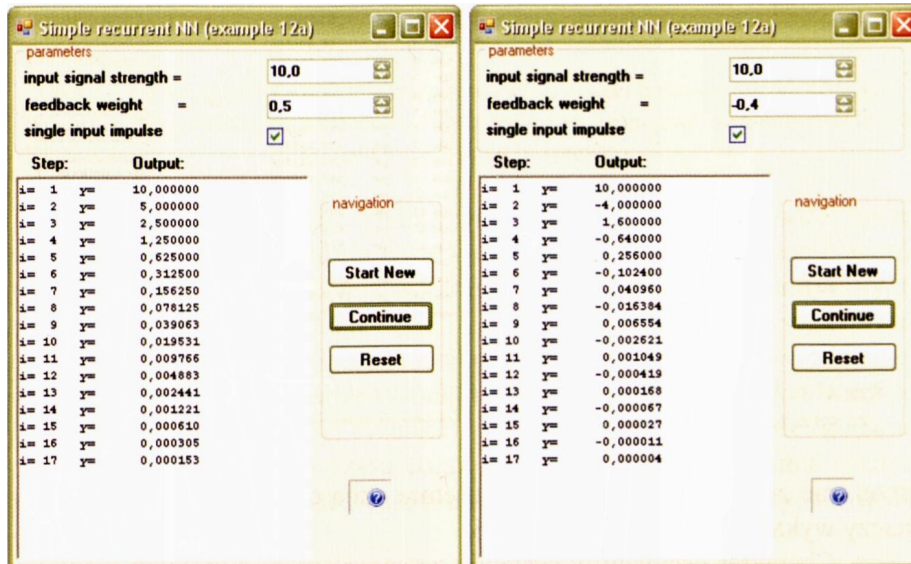 Simple recurrent NN (example 12a)
parameters
input signal strength =
10,0
feedback weight =
0,5
single input impulse
Step: Output:
i= 1 y= 10,000000
i= 2 y= 5,000000
i= 3 y= 2,500000
i= 4 y= 1,250000
i= 5 y= 0,625000
i= 6 y= 0,312500
i= 7 y= 0,156250
i= 8 y= 0,078125
i= 9 y= 0,039063
i= 10 y= 0,019531
i= 11 y= 0,009766
i= 12 y= 0,004883
i= 13 y= 0,002441
i= 14 y= 0,001221
i= 15 y= 0,000610
i= 16 y= 0,000305
i= 17 y= 0,000153
navigation
Start New
Continue
Reset
Simple recurrent NN (example 12a)
parameters
input signal strength =
10,0
feedback weight =
-0,4
single input impulse
Step: Output:
i= 1 y= 10,000000
i= 2 y= -4,000000
i= 3 y= 1,600000
i= 4 y= -0,640000
i= 5 y= 0,256000
i= 6 y= -0,102400
i= 7 y= 0,040960
i= 8 y= -0,016384
i= 9 y= 0,006554
i= 10 y= -0,002621
i= 11 y= 0,001049
i= 12 y= -0,000419
i= 13 y= 0,000168
i= 14 y= -0,000067
i= 15 y= 0,000027
i= 16 y= -0,000011
i= 17 y= 0,000004
navigation
Start New
Continue
Reset